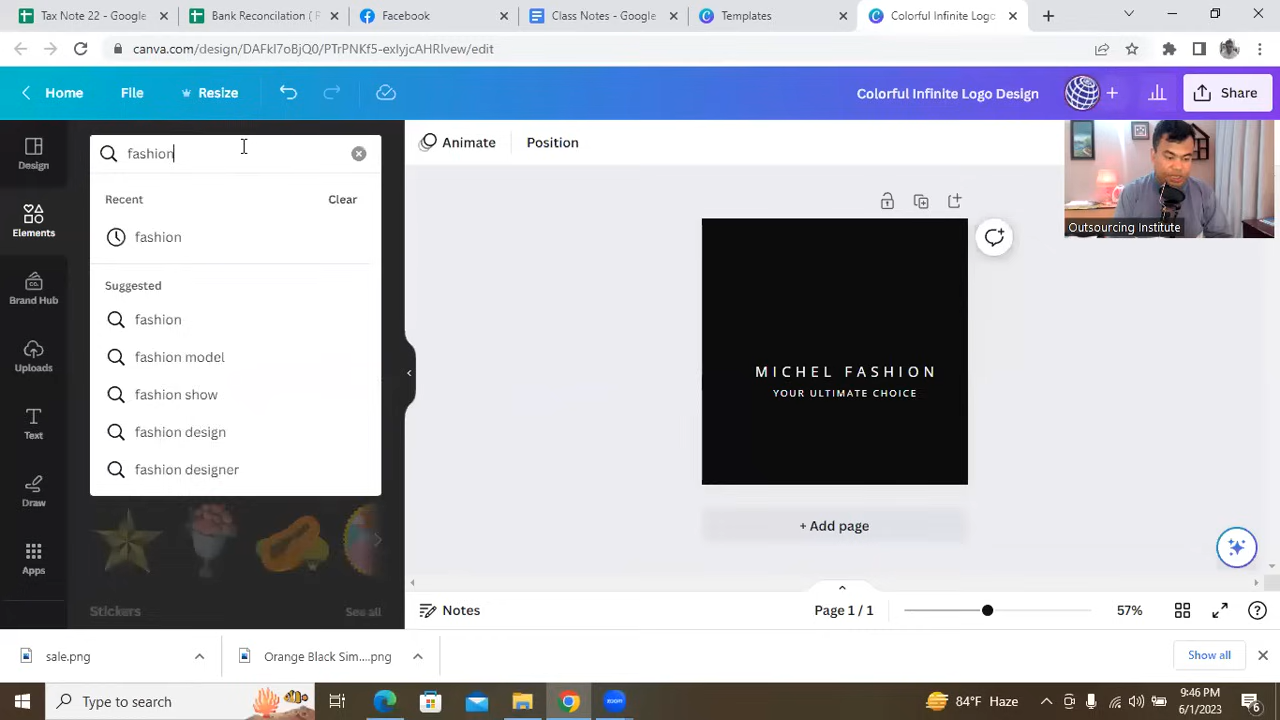 Tax Note 22 - Google
Bank Reconciliation ( F
Facebook
Class Notes - Google
Templates
Colorful Infinite Logo
canva.com/design/DAFkI7oBjQ0/PTrPNKf5-exlyjcAHRlvew/edit
Home
File
Resize
Colorful Infinite Logo Design
Share
Design
Elements
Brand Hub
Uploads
Text
Draw
Apps
fashion
Recent
Clear
fashion
Suggested
fashion
fashion model
fashion show
fashion design
fashion designer
Stickers
See all
Animate
Position
MICHEL FASHION
YOUR ULTIMATE CHOICE
+ Add page
Outsourcing Institute
Notes
Page 1 / 1
57%
sale.png
Orange Black Sim....png
Show all
Type to search
84°F Haze
9:46 PM
6/1/2023
6